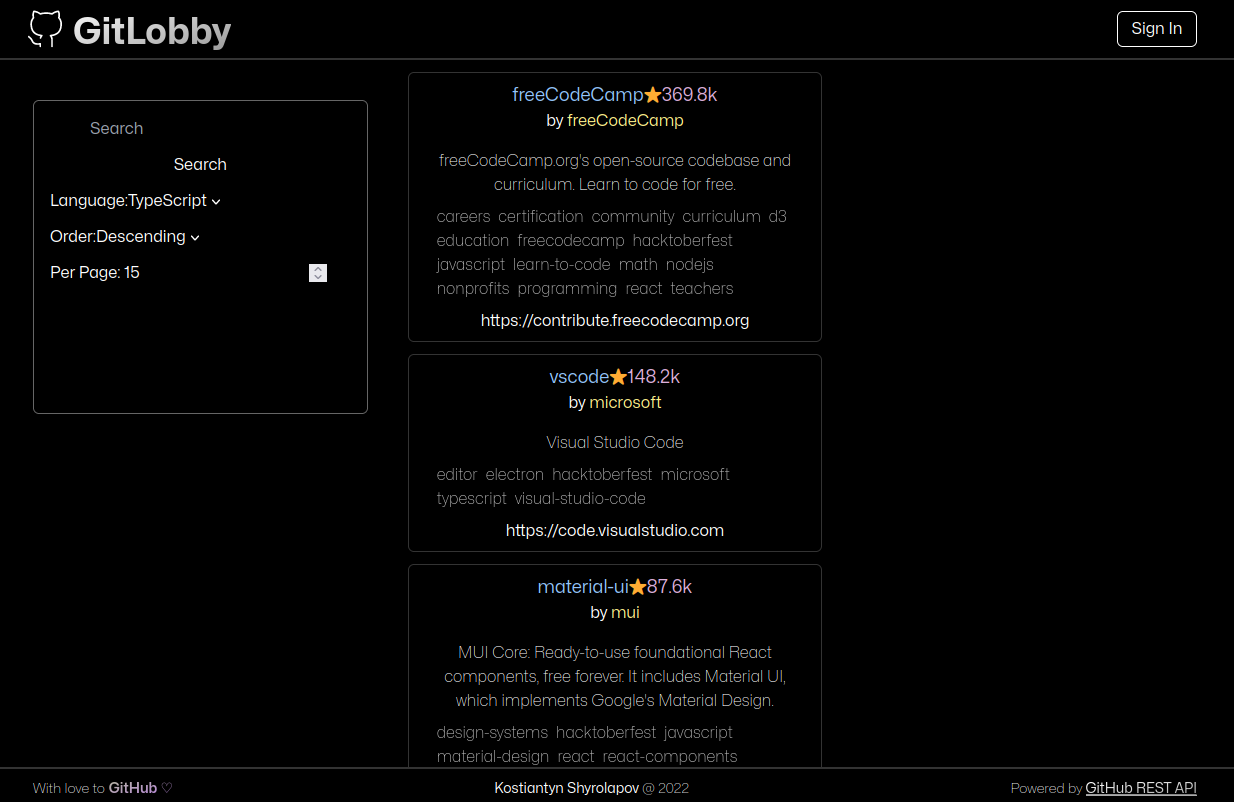 GitLobby
Sign In
Search
Search
Language:TypeScript
Order:Descending
Per Page: 15
freeCodeCamp⭐369.8k
by freeCodeCamp
freeCodeCamp.org's open-source codebase and
curriculum. Learn to code for free.
careers certification community curriculum d3
education freecodecamp hacktoberfest
javascript learn-to-code math nodejs
nonprofits programming react teachers
https://contribute.freecodecamp.org
vscode⭐148.2k
by microsoft
Visual Studio Code
editor electron hacktoberfest microsoft
typescript visual-studio-code
https://code.visualstudio.com
material-ui⭐87.6k
by mui
MUI Core: Ready-to-use foundational React
components, free forever. It includes Material UI,
which implements Google's Material Design.
design-systems hacktoberfest javascript
material-design react react-components
With love to GitHub ♡
Kostiantyn Shyrolapov @ 2022
Powered by GitHub REST API